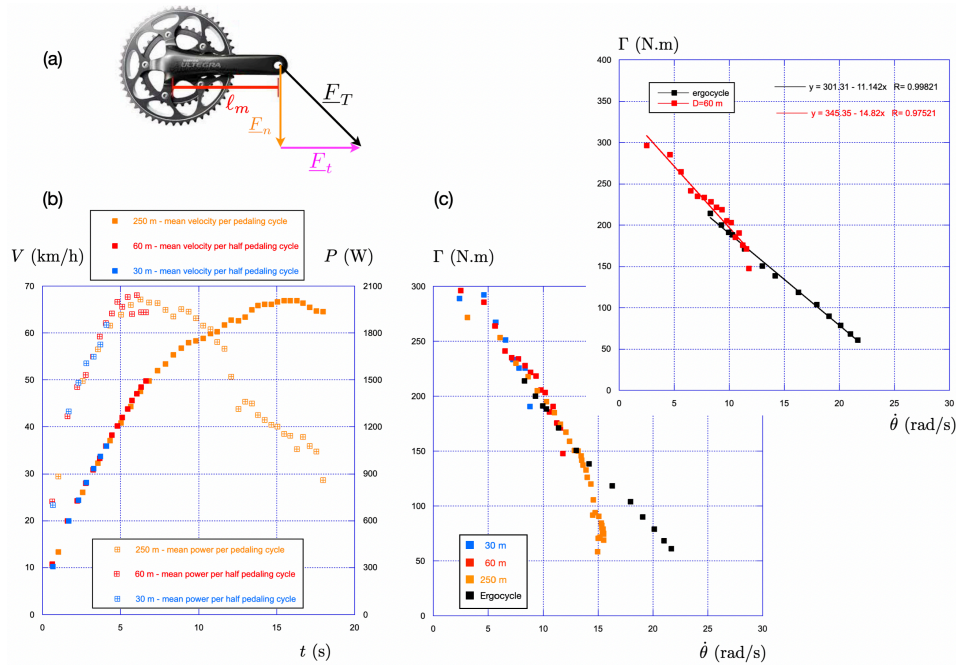 (a)
ULTEGRA
ℓm
F_T
F_n
F_t
Γ (N.m)
400
350
300
250
200
150
100
50
0
ergocycle
D=60 m
y = 301.31 - 11.142x R= 0.99821
y = 345.35 - 14.82x R= 0.97521
0 5 10 15 20 25 30
θ̇ (rad/s)
(b)
250 m - mean velocity per pedaling cycle
60 m - mean velocity per half pedaling cycle
30 m - mean velocity per half pedaling cycle
V (km/h)
P (W)
70
60
50
40
30
20
10
0
2100
1800
1500
1200
900
600
300
0
250 m - mean power per pedaling cycle
60 m - mean power per half pedaling cycle
30 m - mean power per half pedaling cycle
0 5 10 15 20
t (s)
(c)
Γ (N.m)
300
250
200
150
100
50
0
30 m
60 m
250 m
Ergocycle
0 5 10 15 20 25 30
θ̇ (rad/s)